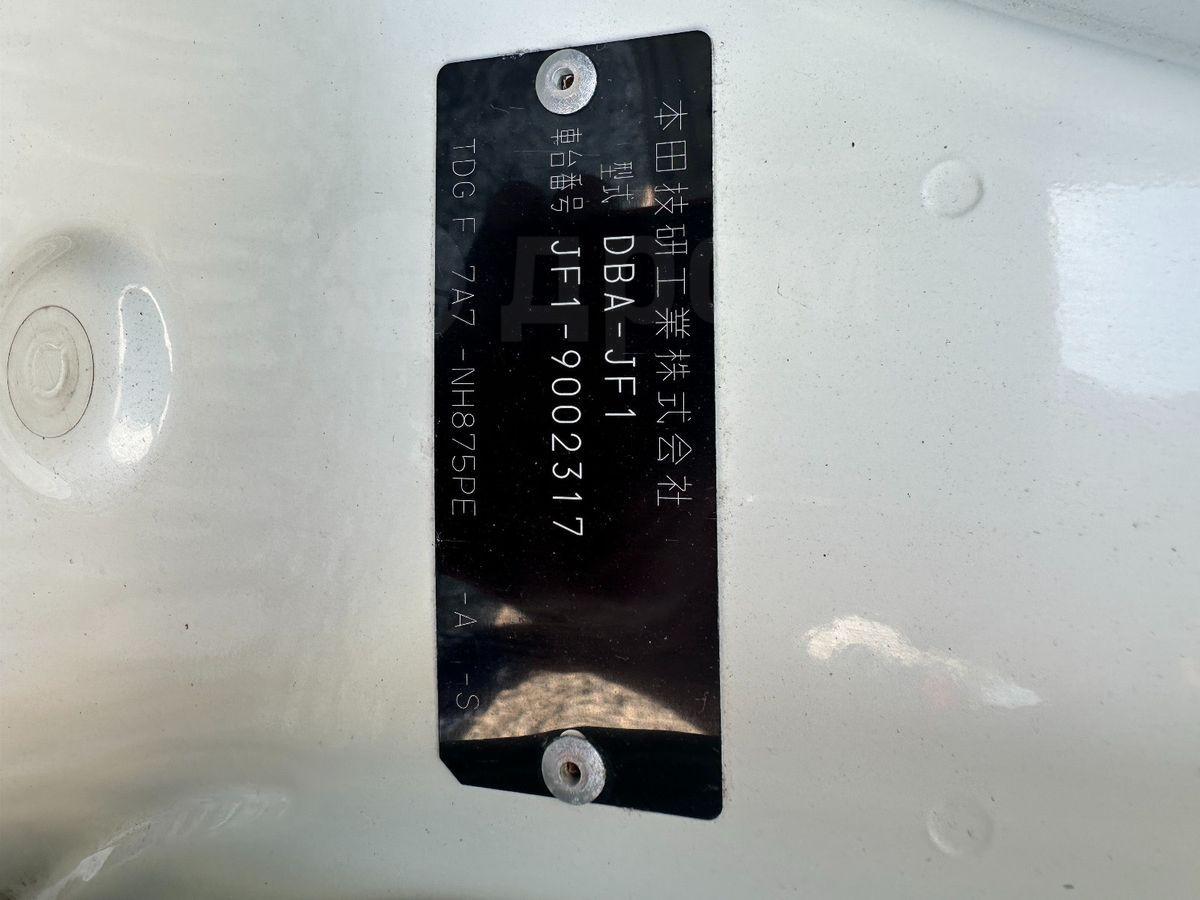 本田技研工業株式会社
型式 DBA-JF1
車台番号 JF1-9002317
TDG F 7A7 -NH875PE -A -S